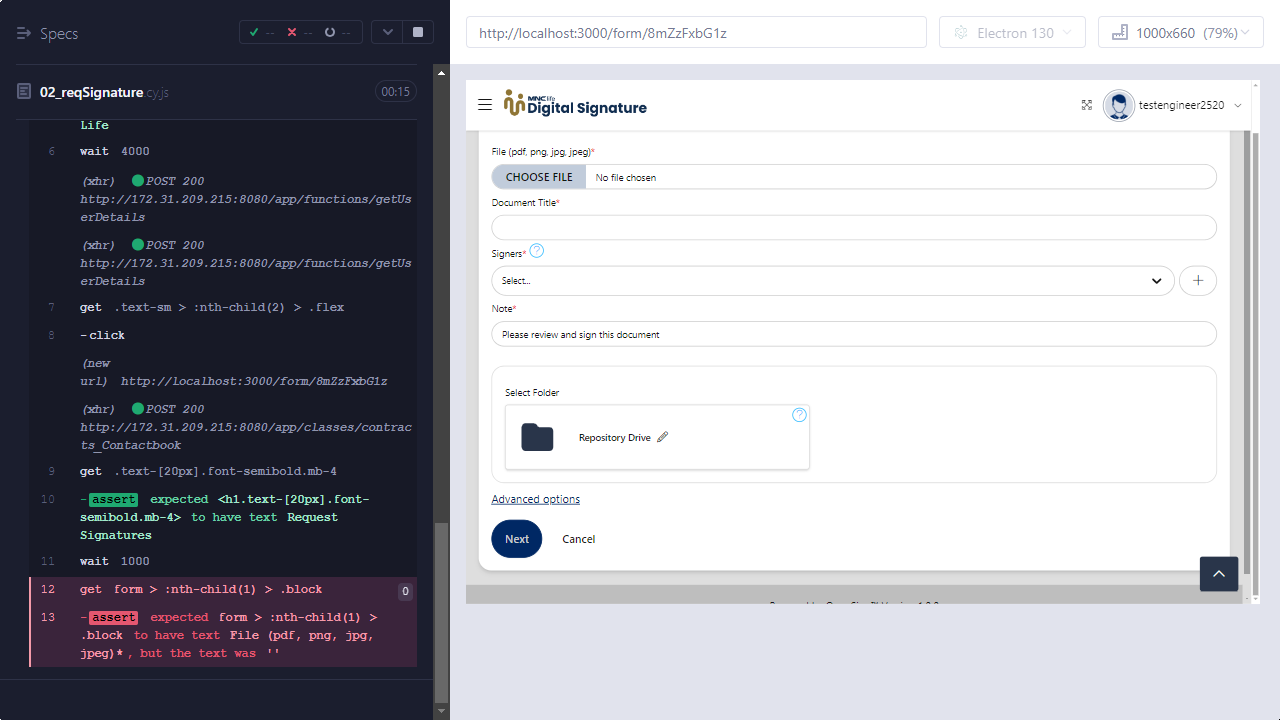 Specs
-- -- --
02_reqSignature.cy.js 00:15
Life
6 wait 4000
(xhr) POST 200
http://172.31.209.215:8080/app/functions/getUs
erDetails
(xhr) POST 200
http://172.31.209.215:8080/app/functions/getUs
erDetails
7 get .text-sm > :nth-child(2) > .flex
8 -click
(new
url) http://localhost:3000/form/8mZzFxbG1z
(xhr) POST 200
http://172.31.209.215:8080/app/classes/contrac
ts_Contactbook
9 get .text-[20px].font-semibold.mb-4
10 -assert expected <h1.text-[20px].font-
semibold.mb-4> to have text Request
Signatures
11 wait 1000
12 get form > :nth-child(1) > .block 0
13 -assert expected form > :nth-child(1) >
.block to have text File (pdf, png, jpg,
jpeg)*, but the text was ''
http://localhost:3000/form/8mZzFxbG1z
Electron 130
1000x660 (79%)
MNC life
Digital Signature
testengineer2520
File (pdf, png, jpg, jpeg)*
CHOOSE FILE No file chosen
Document Title*
Signers* ?
Select...
+
Note*
Please review and sign this document
Select Folder
?
Repository Drive
Advanced options
Next Cancel